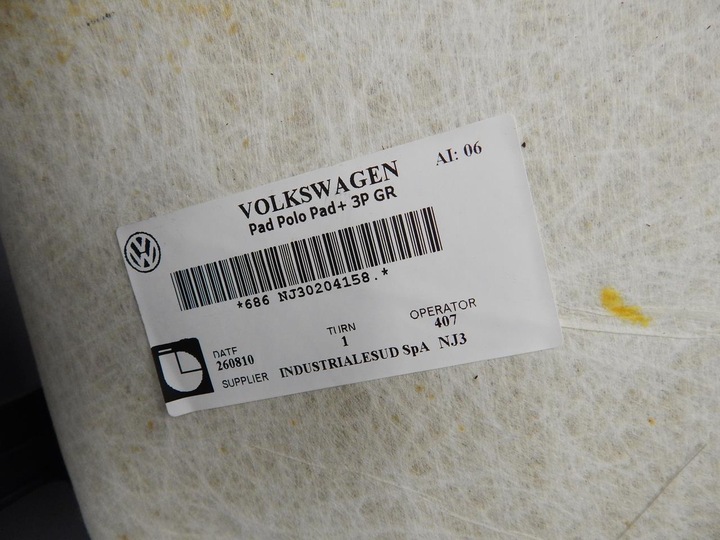 AI: 06
VOLKSWAGEN
Pad Polo Pad+ 3P GR
*686 NJ30204158.*
DATE
260810
TURN
1
OPERATOR
407
SUPPLIER INDUSTRIALESUD SpA NJ3